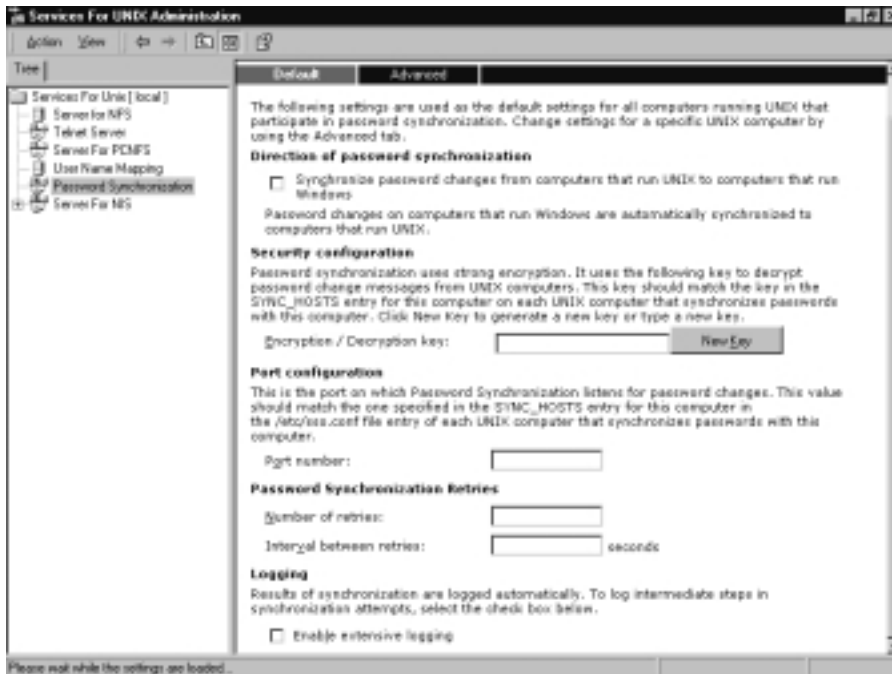 Services For UNIX Administration
Action View
Tree
Services For Unix [ local ]
Server for NFS
Telnet Server
Server For PCNFS
User Name Mapping
Password Synchronization
Server For NIS
Default Advanced
The following settings are used as the default settings for all computers running UNIX that
participate in password synchronization. Change settings for a specific UNIX computer by
using the Advanced tab.
Direction of password synchronization
Synchronize password changes from computers that run UNIX to computers that run
Windows
Password changes on computers that run Windows are automatically synchronized to
computers that run UNIX.
Security configuration
Password synchronization uses strong encryption. It uses the following key to decrypt
password change messages from UNIX computers. This key should match the key in the
SYNC_HOSTS entry for this computer on each UNIX computer that synchronizes passwords
with this computer. Click New Key to generate a new key or type a new key.
Encryption / Decryption key: New Key
Port configuration
This is the port on which Password Synchronization listens for password changes. This value
should match the one specified in the SYNC_HOSTS entry for this computer in
the /etc/sso.conf file entry of each UNIX computer that synchronizes passwords with this
computer.
Port number:
Password Synchronization Retries
Number of retries:
Interval between retries: seconds
Logging
Results of synchronization are logged automatically. To log intermediate steps in
synchronization attempts, select the check box below.
Enable extensive logging
Please wait while the settings are loaded...